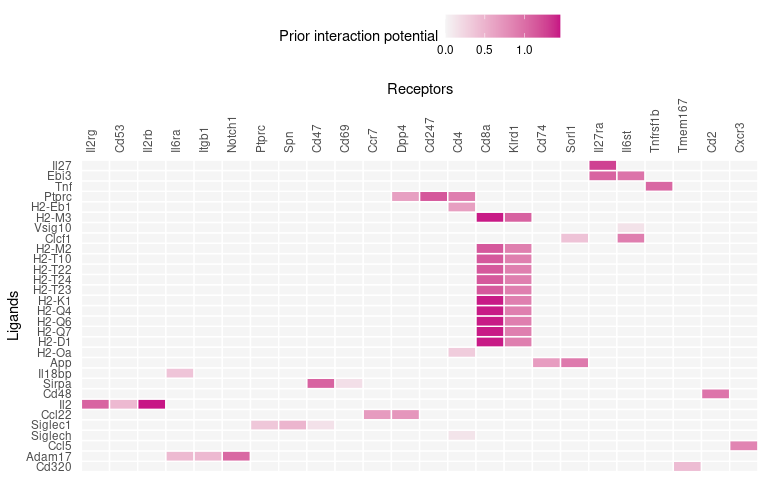 Prior interaction potential
0.0 0.5 1.0
Receptors
Il2rg Cd53 Il2rb Il6ra Itgb1 Notch1 Ptprc Spn Cd47 Cd69 Ccr7 Dpp4 Cd247 Cd4 Cd8a Klrd1 Cd74 Sorl1 Il27ra Il6st Tnfrsf1b Tmem167 Cd2 Cxcr3
Ligands
Il27
Ebi3
Tnf
Ptprc
H2-Eb1
H2-M3
Vsig10
Clcf1
H2-M2
H2-T10
H2-T22
H2-T24
H2-T23
H2-K1
H2-Q4
H2-Q6
H2-Q7
H2-D1
H2-Oa
App
Il18bp
Sirpa
Cd48
Il2
Ccl22
Siglec1
Siglech
Ccl5
Adam17
Cd320